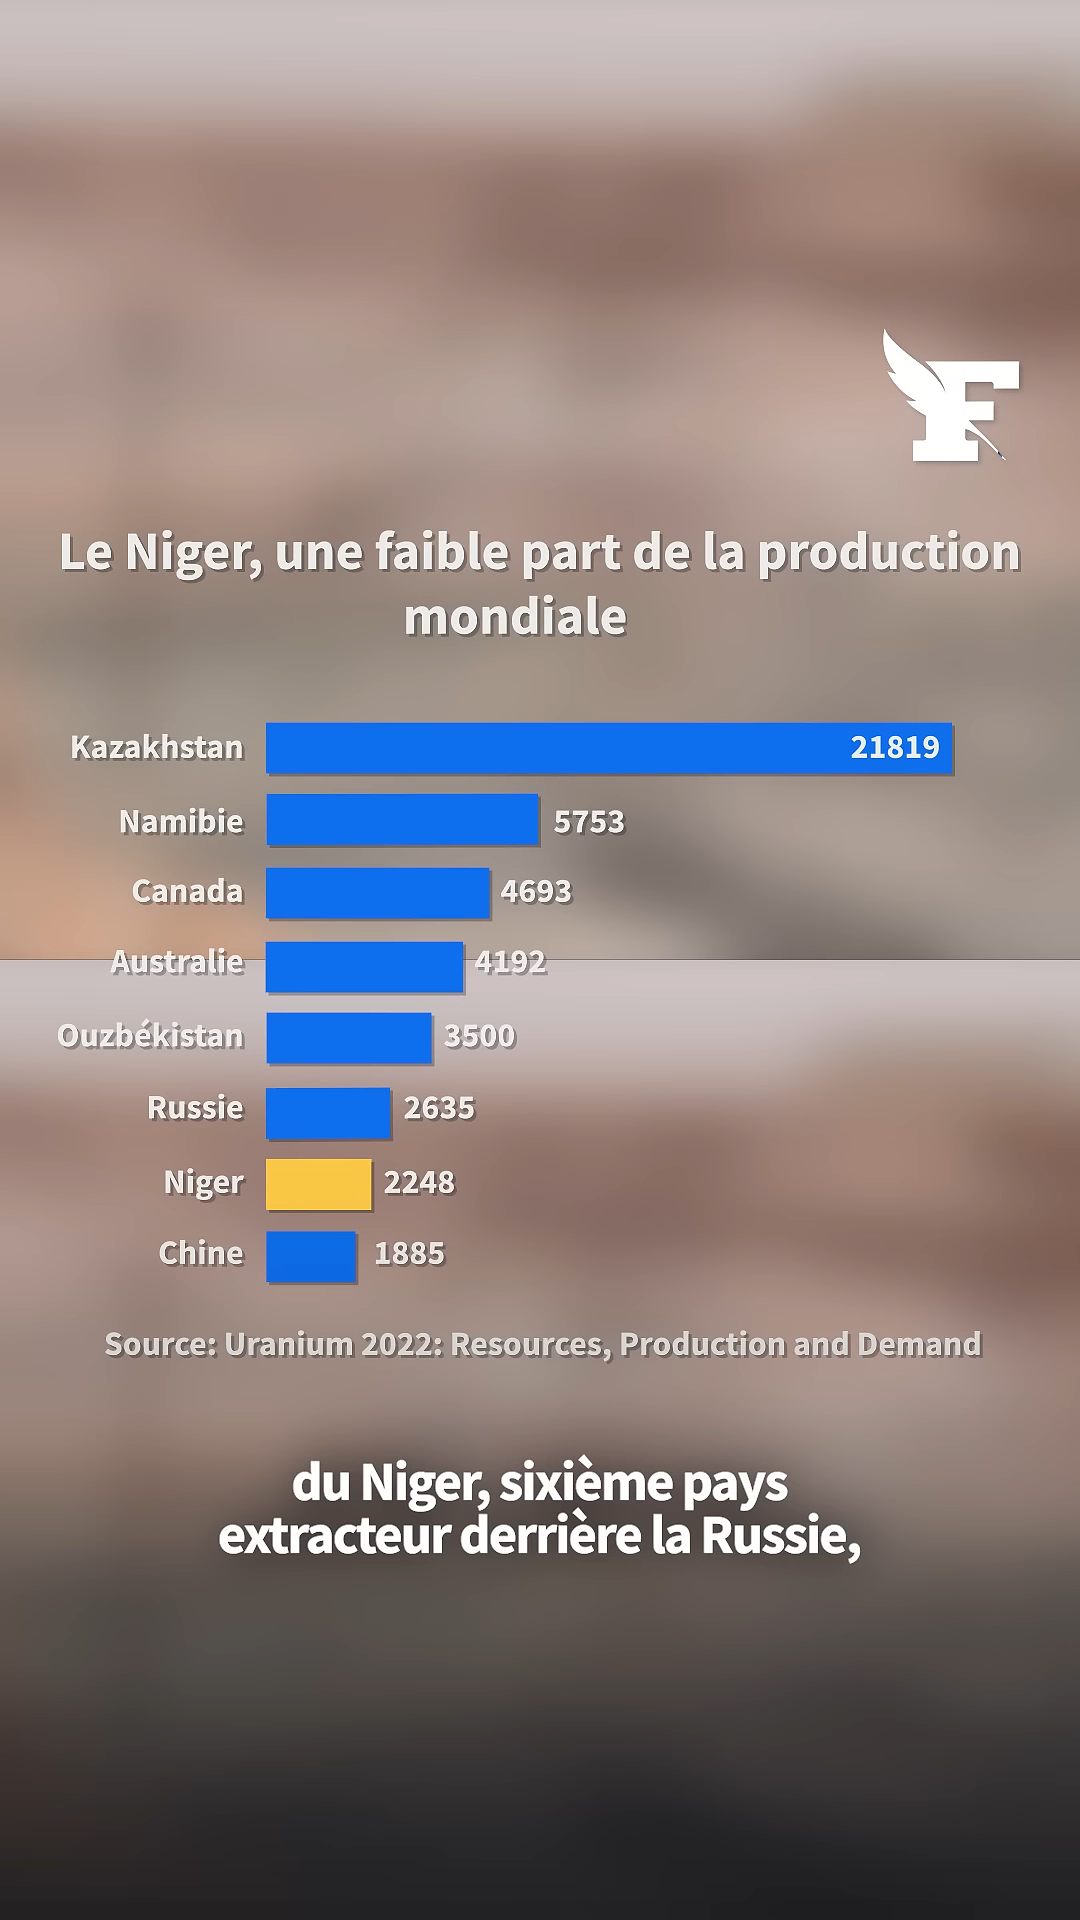 F
Le Niger, une faible part de la production
mondiale
Kazakhstan 21819
Namibie 5753
Canada 4693
Australie 4192
Ouzbékistan 3500
Russie 2635
Niger 2248
Chine 1885
Source: Uranium 2022: Resources, Production and Demand
du Niger, sixième pays
extracteur derrière la Russie,